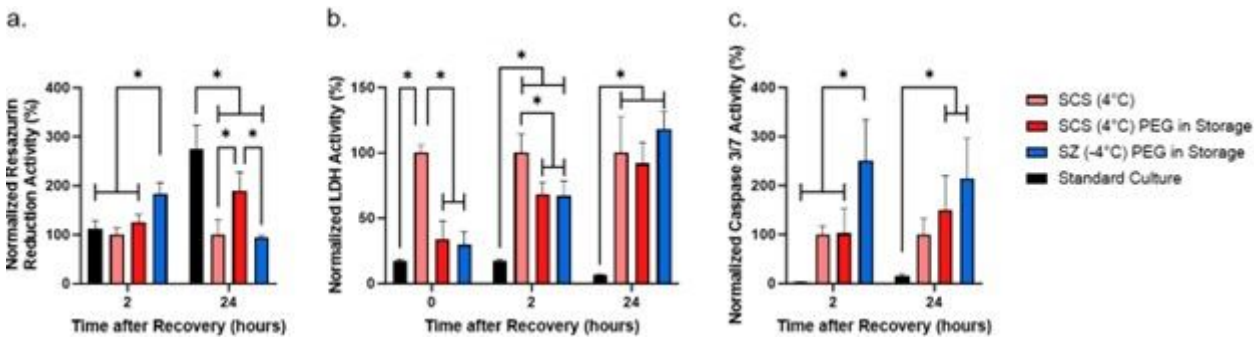 a.
Normalized Resazurin
Reduction Activity (%)
400
300
200
100
0
*
*
*
*
2
24
Time after Recovery (hours)
b.
Normalized LDH Activity (%)
150
100
50
0
*
*
*
*
*
0
2
24
Time after Recovery (hours)
c.
Normalized Caspase 3/7 Activity (%)
400
300
200
100
0
*
*
2
24
Time after Recovery (hours)
SCS (4°C)
SCS (4°C) PEG in Storage
SZ (-4°C) PEG in Storage
Standard Culture